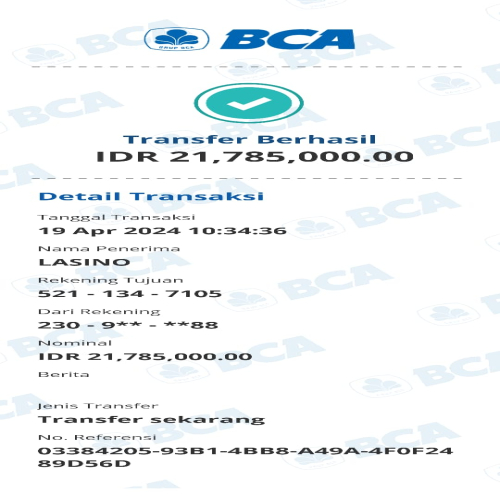 GRUP BCA
BCA
Transfer Berhasil
IDR 21,785,000.00
Detail Transaksi
Tanggal Transaksi
19 Apr 2024 10:34:36
Nama Penerima
LASINO
Rekening Tujuan
521 - 134 - 7105
Dari Rekening
230 - 9** - **88
Nominal
IDR 21,785,000.00
Berita
Jenis Transfer
Transfer sekarang
No. Referensi
03384205-93B1-4BB8-A49A-4F0F24
89D56D